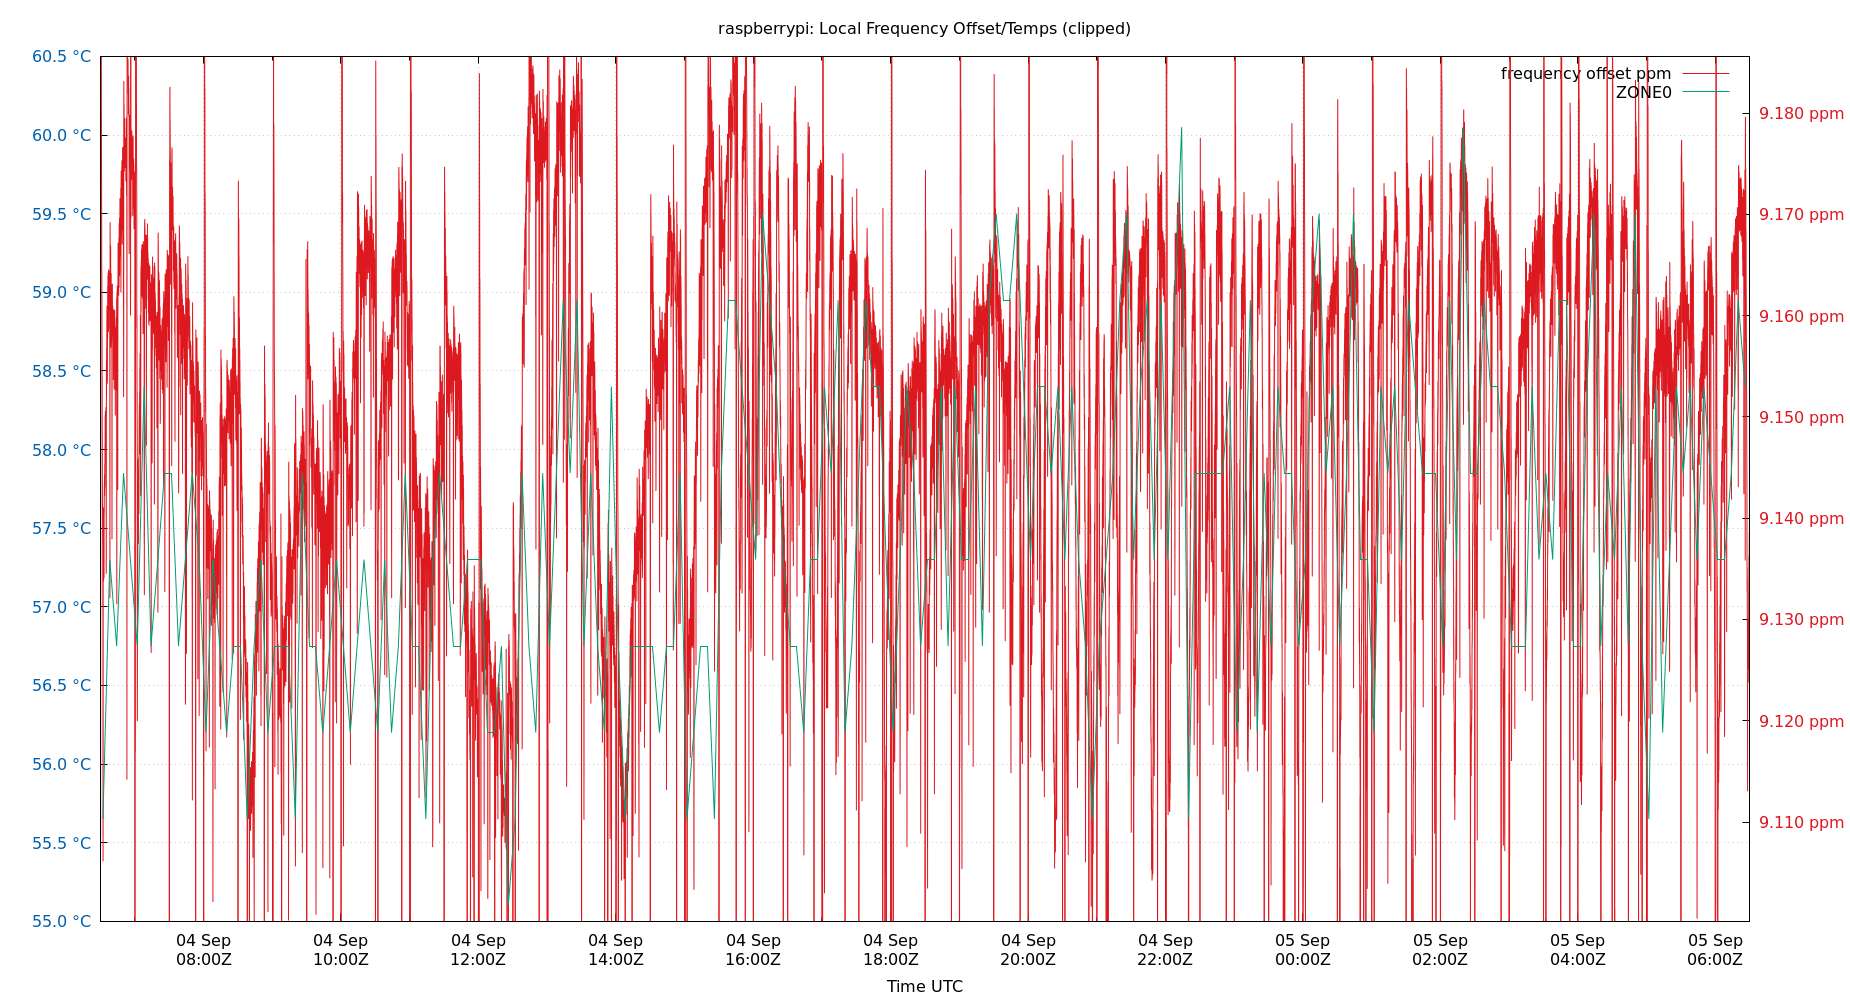 raspberrypi: Local Frequency Offset/Temps (clipped)
60.5 °C
60.0 °C
59.5 °C
59.0 °C
58.5 °C
58.0 °C
57.5 °C
57.0 °C
56.5 °C
56.0 °C
55.5 °C
55.0 °C
frequency offset ppm
ZONE0
9.180 ppm
9.170 ppm
9.160 ppm
9.150 ppm
9.140 ppm
9.130 ppm
9.120 ppm
9.110 ppm
04 Sep 04 Sep 04 Sep 04 Sep 04 Sep 04 Sep 04 Sep 04 Sep 05 Sep 05 Sep 05 Sep 05 Sep
08:00Z 10:00Z 12:00Z 14:00Z 16:00Z 18:00Z 20:00Z 22:00Z 00:00Z 02:00Z 04:00Z 06:00Z
Time UTC